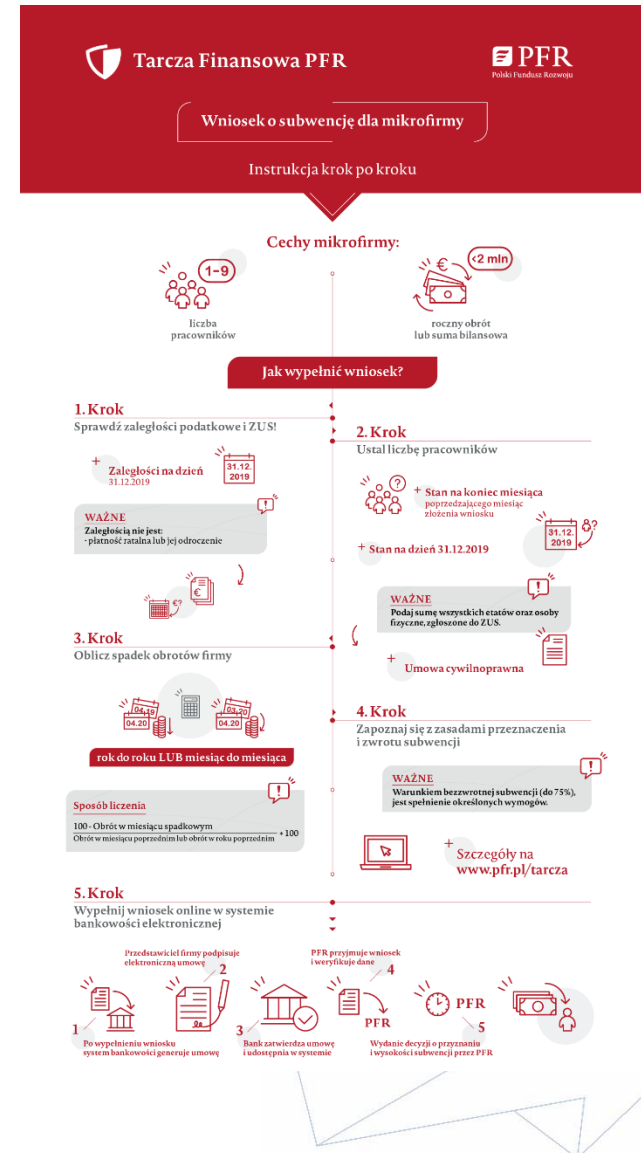 Tarcza Finansowa PFR
PFR
Polski Fundusz Rozwoju
Wniosek o subwencję dla mikrofirmy
Instrukcja krok po kroku
Cechy mikrofirmy:
1-9
liczba
pracowników
€
<2 mln
roczny obrót
lub suma bilansowa
Jak wypełnić wniosek?
1. Krok
Sprawdź zaległości podatkowe i ZUS!
+ Zaległości na dzień
31.12.2019
31.12.
2019
!
WAŻNE
Zaległością nie jest:
- płatność ratalna lub jej odroczenie
€?
€
2. Krok
Ustal liczbę pracowników
?
+ Stan na koniec miesiąca
poprzedzającego miesiąc
złożenia wniosku
+ Stan na dzień 31.12.2019
31.12.
2019
?
!
WAŻNE
Podaj sumę wszystkich etatów oraz osoby
fizyczne, zgłoszone do ZUS.
+ Umowa cywilnoprawna
3. Krok
Oblicz spadek obrotów firmy
04.19
04.20
03.20
04.20
rok do roku LUB miesiąc do miesiąca
!
Sposób liczenia
100 - Obrót w miesiącu spadkowym
Obrót w miesiącu poprzednim lub obrót w roku poprzednim
+ 100
4. Krok
Zapoznaj się z zasadami przeznaczenia
i zwrotu subwencji
!
WAŻNE
Warunkiem bezzwrotnej subwencji (do 75%),
jest spełnienie określonych wymogów.
+ Szczegóły na
www.pfr.pl/tarcza
5. Krok
Wypełnij wniosek online w systemie
bankowości elektronicznej
1
Po wypełnieniu wniosku
system bankowości generuje umowę
Przedstawiciel firmy podpisuje
elektroniczną umowę
2
3
Bank zatwierdza umowę
i udostępnia w systemie
PFR przyjmuje wniosek
i weryfikuje dane
4
PFR
PFR
5
Wydanie decyzji o przyznaniu
i wysokości subwencji przez PFR